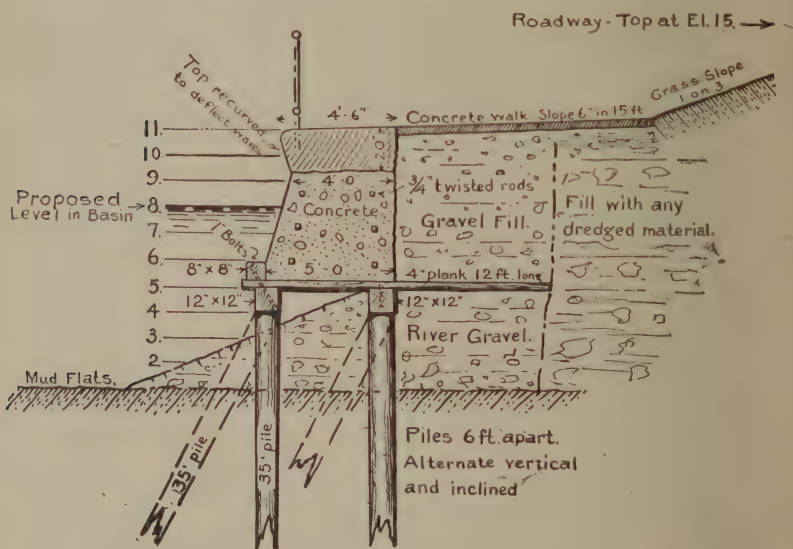 Roadway - Top at El. 15.
Grass Slope
1 on 3
Top recurved
to deflect waves
4'-6"
Concrete walk Slope 6" in 15 ft.
11.
10.
2'0"
9.
4'-0"
3/4" twisted rods
Proposed
Level in Basin
8.
Concrete
Gravel Fill.
Fill with any
dredged material.
7.
1" Bolts
6.
8" x 8"
5'-0"
4" plank 12 ft. long
5.
12" x 12"
12" x 12"
4.
3.
River Gravel.
2.
Mud Flats.
35' pile
35' pile
Piles 6 ft. apart.
Alternate vertical
and inclined